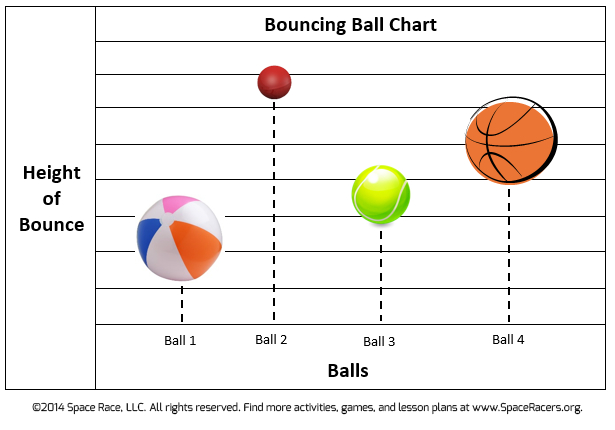 Bouncing Ball Chart
Height
of
Bounce
Ball 1
Ball 2
Ball 3
Ball 4
Balls
©2014 Space Race, LLC. All rights reserved. Find more activities, games, and lesson plans at www.SpaceRacers.org.